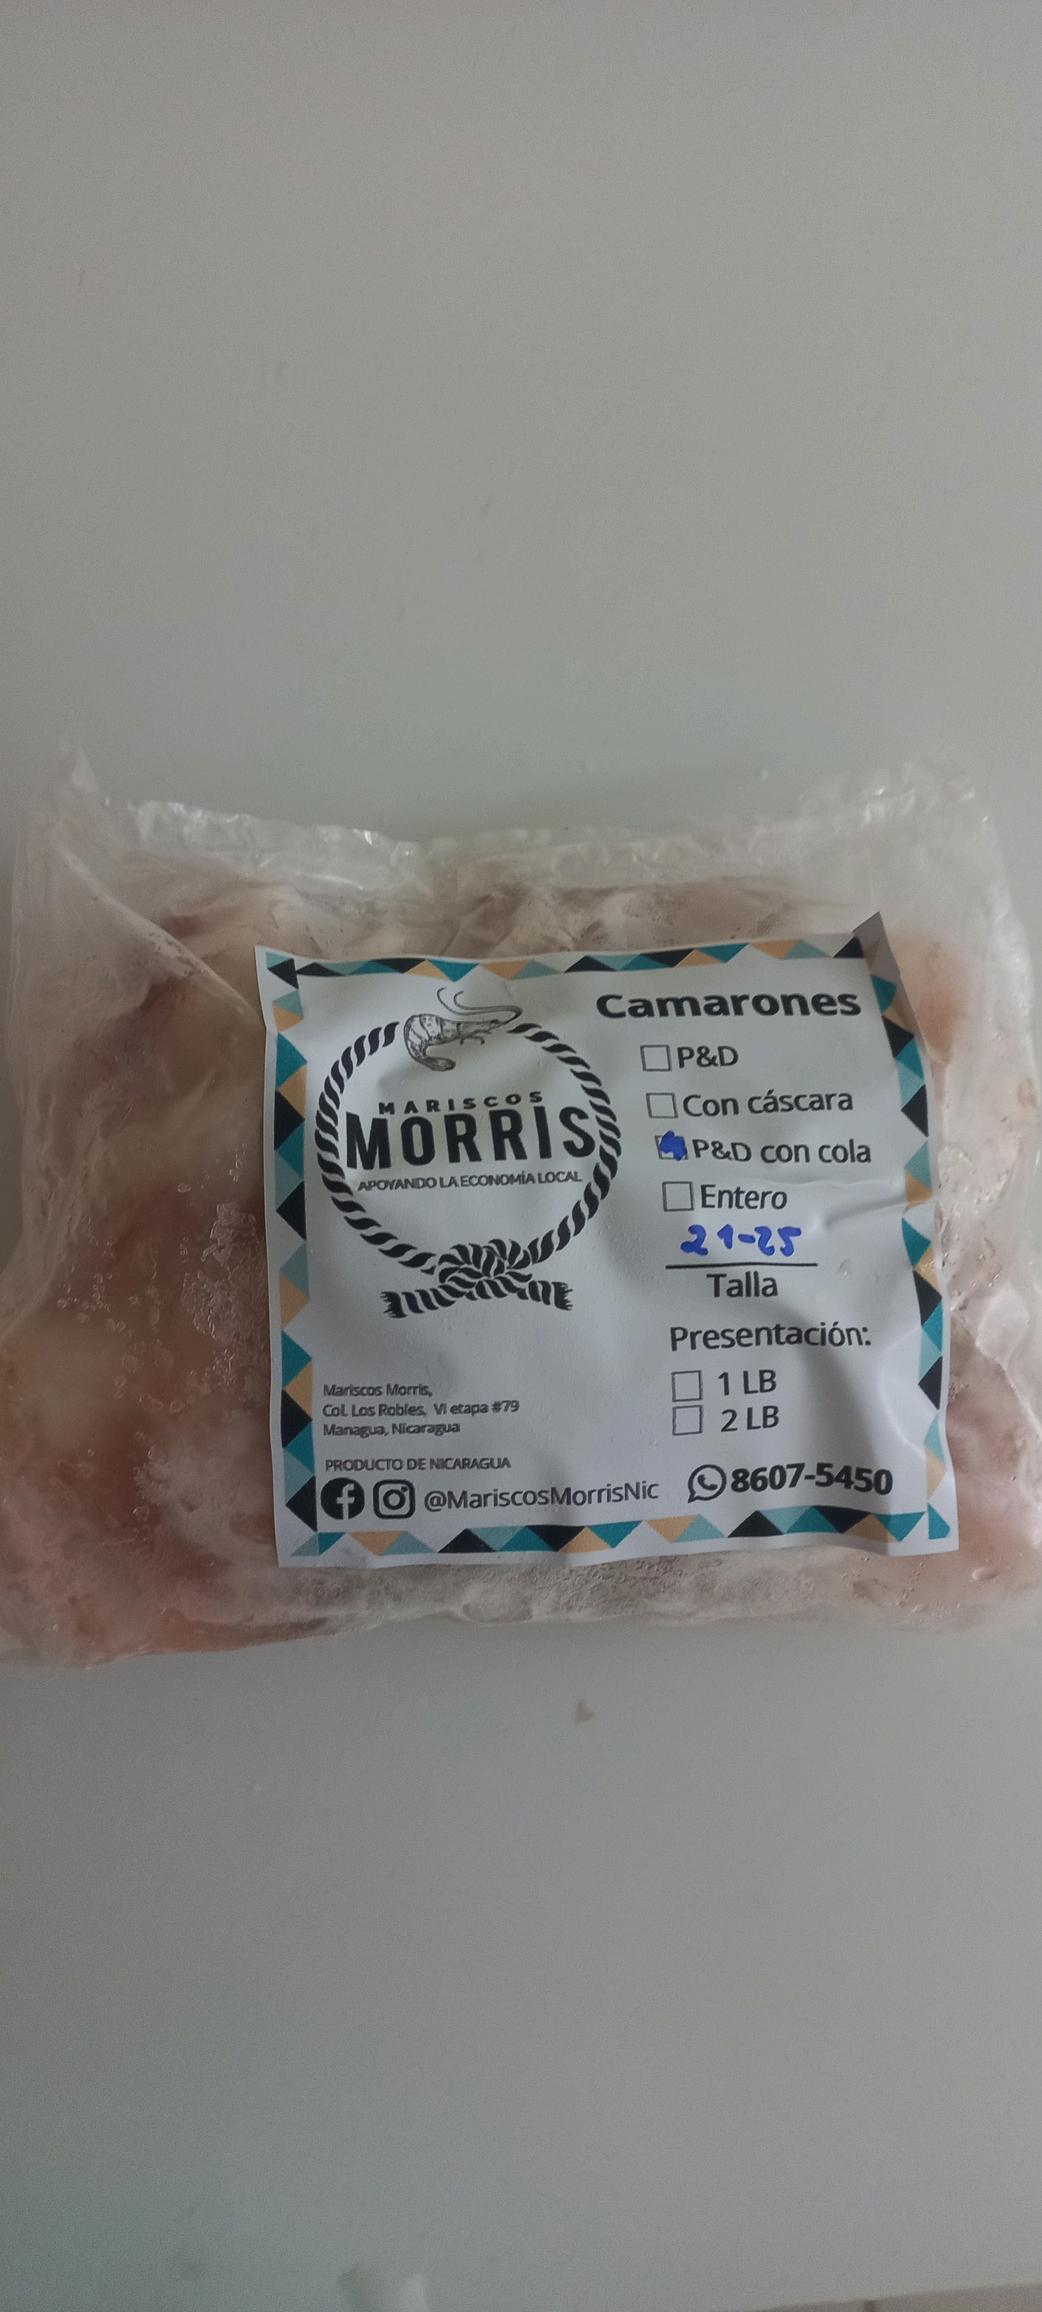 Camarones
P&D
Con cáscara
P&D con cola
Entero
21-25
Talla
Presentación:
1 LB
2 LB
MARISCOS
MORRIS
APOYANDO LA ECONOMÍA LOCAL
Mariscos Morris,
Col. Los Robles, VI etapa #79
Managua, Nicaragua
PRODUCTO DE NICARAGUA
@MariscosMorrisNic
8607-5450